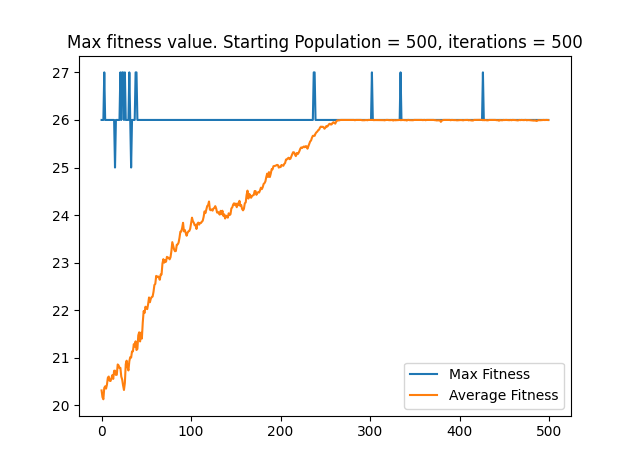 Max fitness value. Starting Population = 500, iterations = 500
27
26
25
24
23
22
21
20
Max Fitness
Average Fitness
0 100 200 300 400 500